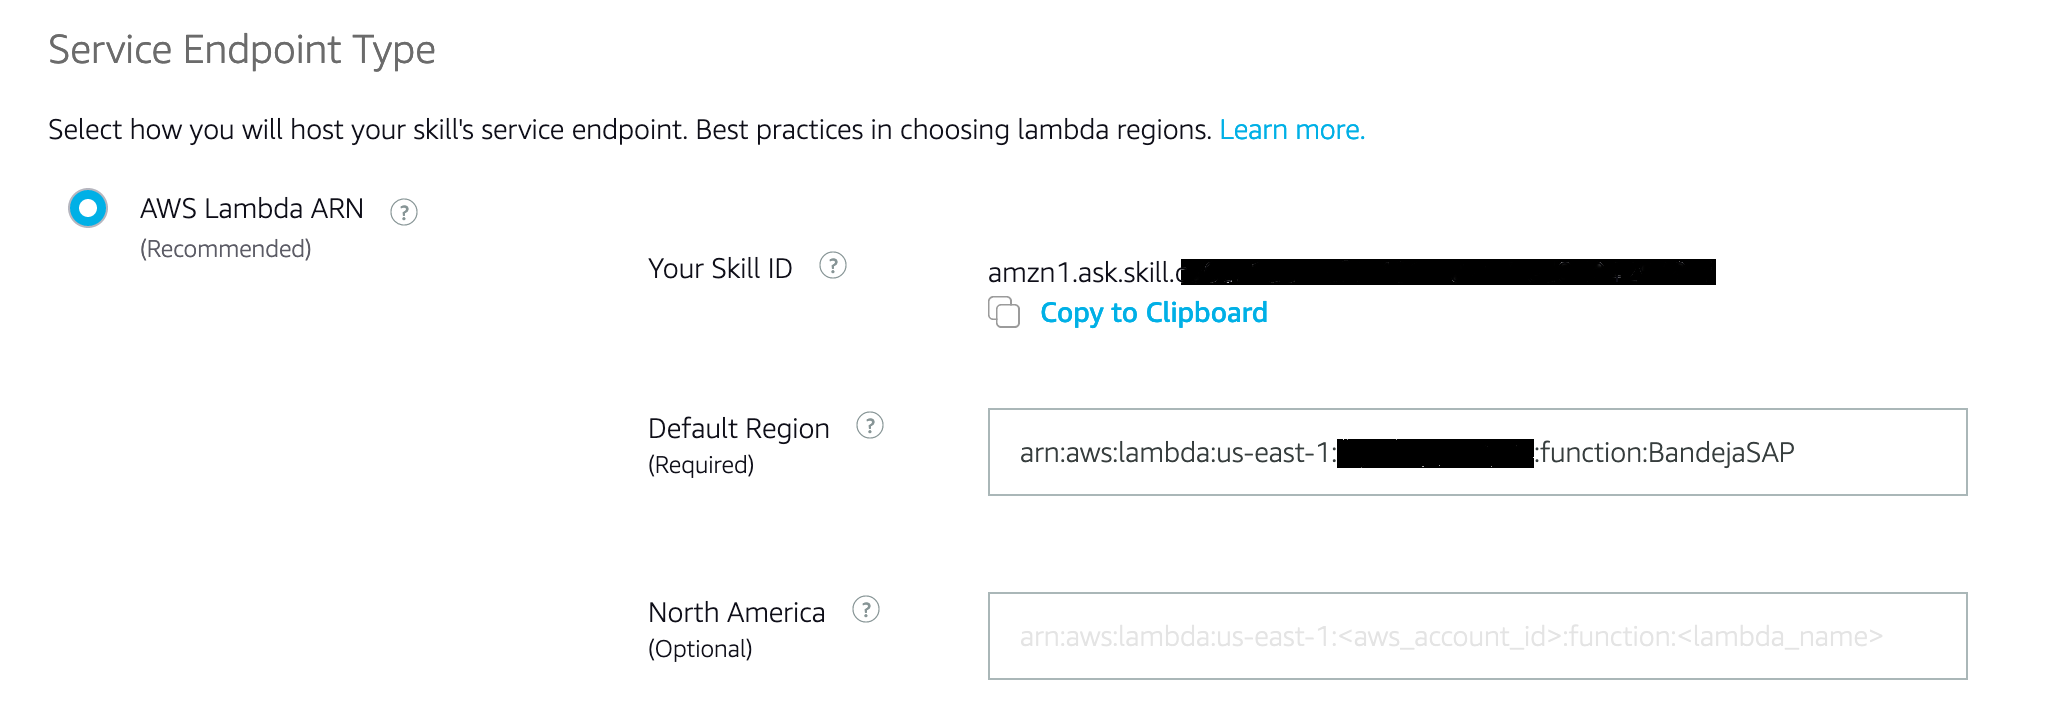 Service Endpoint Type
Select how you will host your skill's service endpoint. Best practices in choosing lambda regions. Learn more.
AWS Lambda ARN ?
(Recommended)
Your Skill ID ? amzn1.ask.skill.
Copy to Clipboard
Default Region ?
(Required)
arn:aws:lambda:us-east-1: :function:BandejaSAP
North America ?
(Optional)
arn:aws:lambda:us-east-1:<aws_account_id>:function:<lambda_name>